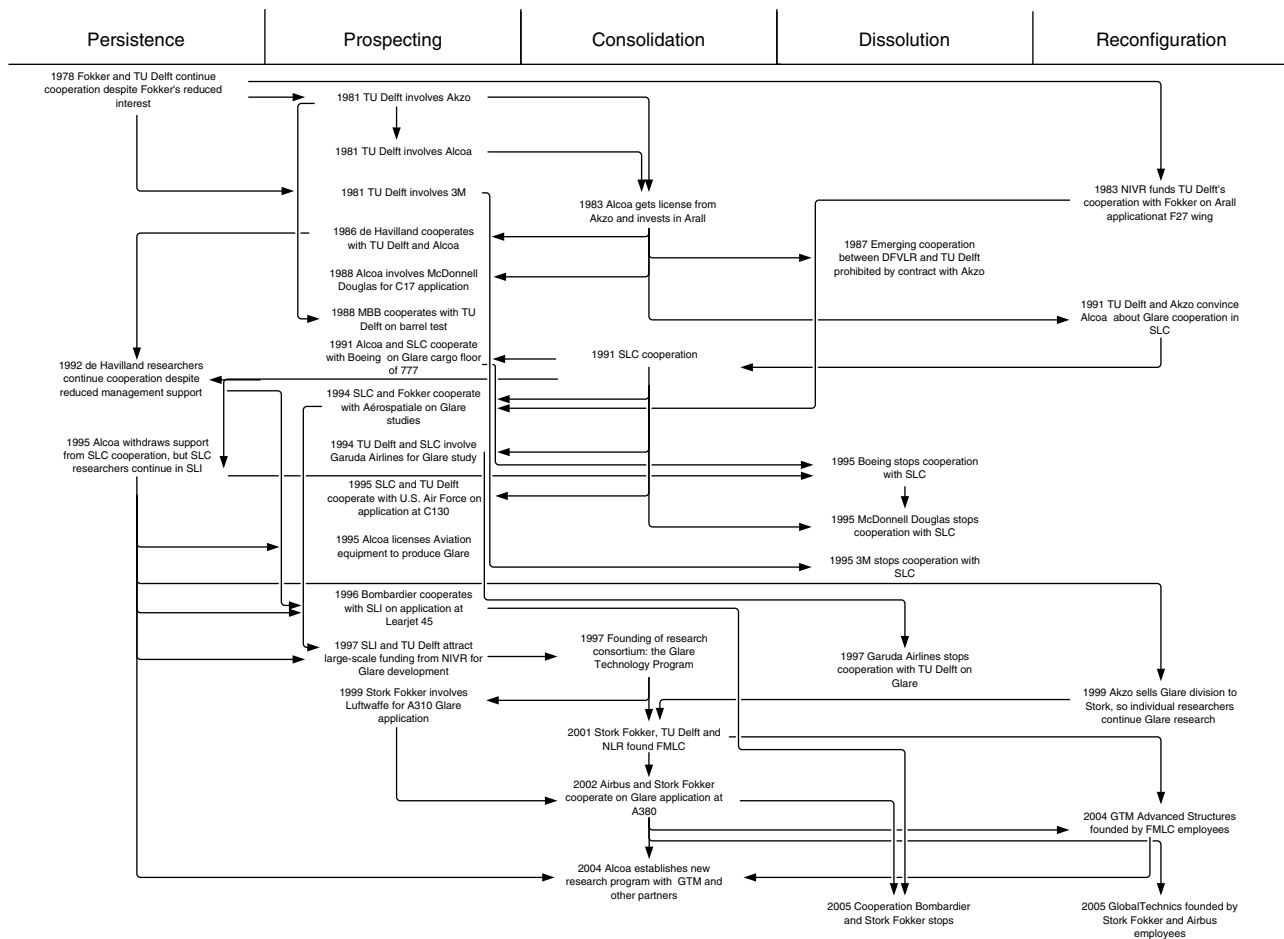 Persistence
Prospecting
Consolidation
Dissolution
Reconfiguration
1978 Fokker and TU Delft continue
cooperation despite Fokker's reduced
interest
1992 de Havilland researchers
continue cooperation despite
reduced management support
1995 Alcoa withdraws support
from SLC cooperation, but SLC
researchers continue in SLI
1981 TU Delft involves Akzo
1981 TU Delft involves Alcoa
1981 TU Delft involves 3M
1986 de Havilland cooperates
with TU Delft and Alcoa
1988 Alcoa involves McDonnell
Douglas for C17 application
1988 MBB cooperates with TU
Delft on barrel test
1991 Alcoa and SLC cooperate
with Boeing on Glare cargo floor
of 777
1994 SLC and Fokker cooperate
with Aérospatiale on Glare
studies
1994 TU Delft and SLC involve
Garuda Airlines for Glare study
1995 SLC and TU Delft
cooperate with U.S. Air Force on
application at C130
1995 Alcoa licenses Aviation
equipment to produce Glare
1996 Bombardier cooperates
with SLI on application at
Learjet 45
1997 SLI and TU Delft attract
large-scale funding from NIVR for
Glare development
1999 Stork Fokker involves
Luftwaffe for A310 Glare
application
1983 Alcoa gets license from
Akzo and invests in Arall
1991 SLC cooperation
1997 Founding of research
consortium: the Glare
Technology Program
2001 Stork Fokker, TU Delft and
NLR found FMLC
2002 Airbus and Stork Fokker
cooperate on Glare application at
A380
2004 Alcoa establishes new
research program with GTM and
other partners
1987 Emerging cooperation
between DFVLR and TU Delft
prohibited by contract with Akzo
1995 Boeing stops cooperation
with SLC
1995 McDonnell Douglas stops
cooperation with SLC
1995 3M stops cooperation with
SLC
1997 Garuda Airlines stops
cooperation with TU Delft on
Glare
2005 Cooperation Bombardier
and Stork Fokker stops
1983 NIVR funds TU Delft's
cooperation with Fokker on Arall
applicationat F27 wing
1991 TU Delft and Akzo convince
Alcoa about Glare cooperation in
SLC
1999 Akzo sells Glare division to
Stork, so individual researchers
continue Glare research
2004 GTM Advanced Structures
founded by FMLC employees
2005 GlobalTechnics founded by
Stork Fokker and Airbus
employees